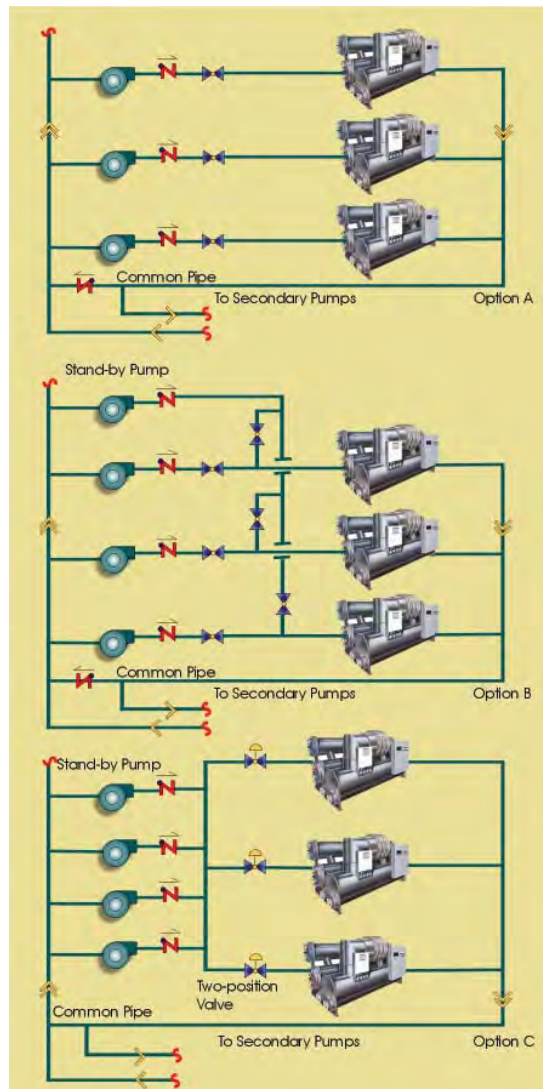 Common Pipe
To Secondary Pumps
Option A
Stand-by Pump
Common Pipe
To Secondary Pumps
Option B
Stand-by Pump
Two-position
Valve
Common Pipe
To Secondary Pumps
Option C